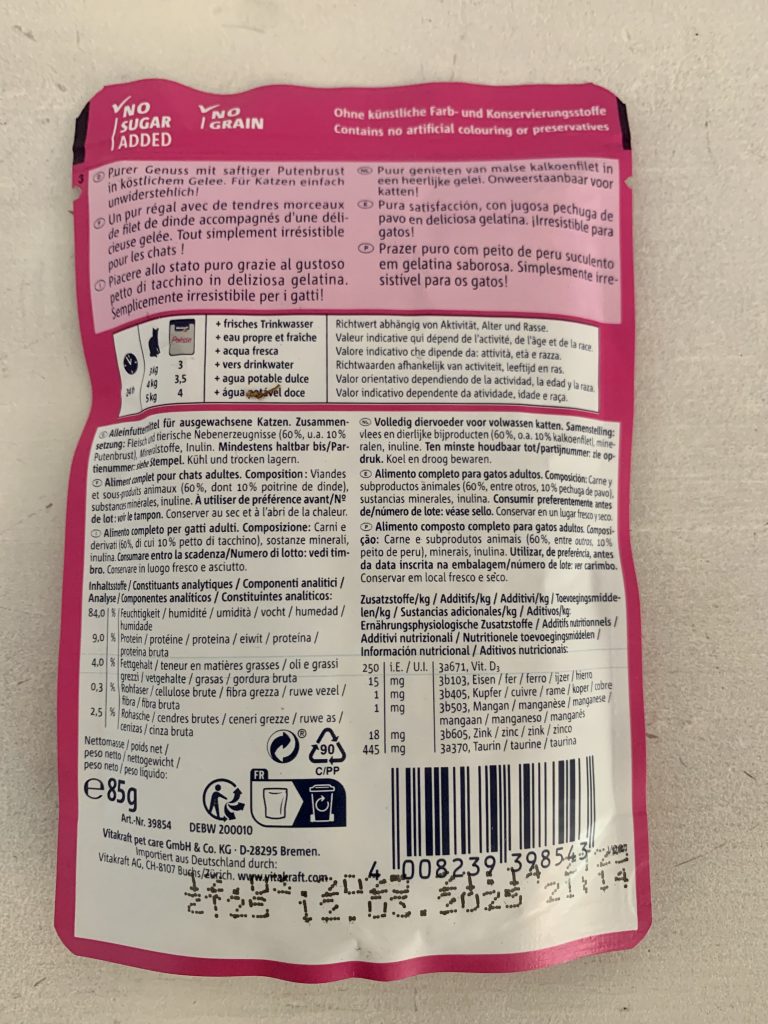 NO
SUGAR
ADDED
NO
GRAIN
Ohne künstliche Farb- und Konservierungsstoffe
Contains no artificial colouring or preservatives
3
D Purer Genuss mit saftiger Putenbrust
in köstlichem Gelee. Für Katzen einfach
unwiderstehlich!
F Un pur régal avec de tendres morceaux
de filet de dinde accompagnés d'une déli-
cieuse gelée. Tout simplement irrésistible
pour les chats !
I Piacere allo stato puro grazie al gustoso
petto di tacchino in deliziosa gelatina.
Semplicemente irresistibile per i gatti!
NL Puur genieten van malse kalkoenfilet in
een heerlijke gelei. Onweerstaanbaar voor
katten!
E Pura satisfacción, con jugosa pechuga de
pavo en deliciosa gelatina. ¡Irresistible para
gatos!
P Prazer puro com peito de peru suculento
em gelatina saborosa. Simplesmente irre-
sistível para os gatos!
24h
Poésie
3kg 3
4kg 3,5
5kg 4
+ frisches Trinkwasser
+ eau propre et fraîche
+ acqua fresca
+ vers drinkwater
+ agua potable dulce
+ água potável doce
Richtwert abhängig von Aktivität, Alter und Rasse.
Valeur indicative qui dépend de l'activité, de l'âge et de la race.
Valore indicativo che dipende da: attività, età e razza.
Richtwaarden afhankelijk van activiteit, leeftijd en ras.
Valor orientativo dependiendo de la actividad, la edad y la raza.
Valor indicativo dependente da atividade, idade e raça.
D Alleinfuttermittel für ausgewachsene Katzen. Zusammen-
setzung: Fleisch und tierische Nebenerzeugnisse (60%, u.a. 10%
Putenbrust), Mineralstoffe, Inulin. Mindestens haltbar bis/Par-
tienummer: siehe Stempel. Kühl und trocken lagern.
F Aliment complet pour chats adultes. Composition: Viandes
et sous-produits animaux (60%, dont 10% poitrine de dinde),
substances minérales, inuline. À utiliser de préférence avant/Nº
de lot: voir le tampon. Conserver au sec et à l'abri de la chaleur.
I Alimento completo per gatti adulti. Composizione: Carni e
derivati (60%, di cui 10% petto di tacchino), sostanze minerali,
inulina. Consumare entro la scadenza/Numero di lotto: vedi tim-
bro. Conservare in luogo fresco e asciutto.
NL Volledig diervoeder voor volwassen katten. Samenstelling:
vlees en dierlijke bijproducten (60%, o.a. 10% kalkoenfilet), mine-
ralen, inuline. Ten minste houdbaar tot/partijnummer: zie op-
druk. Koel en droog bewaren.
E Alimento completo para gatos adultos. Composición: Carne y
subproductos animales (60%, entre otros, 10% pechuga de pavo),
sustancias minerales, inulina. Consumir preferentemente antes
de/número de lote: véase sello. Conservar en un lugar fresco y seco.
P Alimento composto completo para gatos adultos. Composi-
ção: Carne e subprodutos animais (60%, entre outros, 10%
peito de peru), minerais, inulina. Utilizar, de preferência, antes
da data inscrita na embalagem/número de lote: ver carimbo.
Conservar em local fresco e seco.
Inhaltsstoffe / Constituants analytiques / Componenti analitici /
Analyse / Componentes analíticos / Constituintes analíticos:
84,0 % Feuchtigkeit / humidité / umidità / vocht / humedad /
humidade
9,0 % Protein / protéine / proteina / eiwit / proteína /
proteína bruta
4,0 % Fettgehalt / teneur en matières grasses / oli e grassi
grezzi / vetgehalte / grasas / gordura bruta
0,3 % Rohfaser / cellulose brute / fibra grezza / ruwe vezel /
fibra / fibra bruta
2,5 % Rohasche / cendres brutes / ceneri grezze / ruwe as /
cenizas / cinza bruta
Zusatzstoffe/kg / Additifs/kg / Additivi/kg / Toevoegingsmidde-
len/kg / Sustancias adicionales/kg / Aditivos/kg:
Ernährungsphysiologische Zusatzstoffe / Additifs nutritionnels /
Additivi nutrizionali / Nutritionele toevoegingsmiddelen /
Información nutricional / Aditivos nutricionais:
250 I.E. / U.I. 3a671, Vit. D3
15 mg 3b103, Eisen / fer / ferro / ijzer / hierro
1 mg 3b405, Kupfer / cuivre / rame / koper / cobre
1 mg 3b503, Mangan / manganèse / manganese /
mangaan / manganeso / manganês
18 mg 3b605, Zink / zinc / zink / zinco
445 mg 3a370, Taurin / taurine / taurina
Nettomasse / poids net /
peso netto / nettogewicht /
peso neto / peso líquido:
e 85g
®
90
C/PP
FR
Art.-Nr. 39854
DEBW 200010
Vitakraft pet care GmbH & Co. KG · D-28295 Bremen.
Importiert aus Deutschland durch:
Vitakraft AG, CH-8107 Buchs/Zürich. www.vitakraft.com
4 008239 398543
12.03.2025 21:14